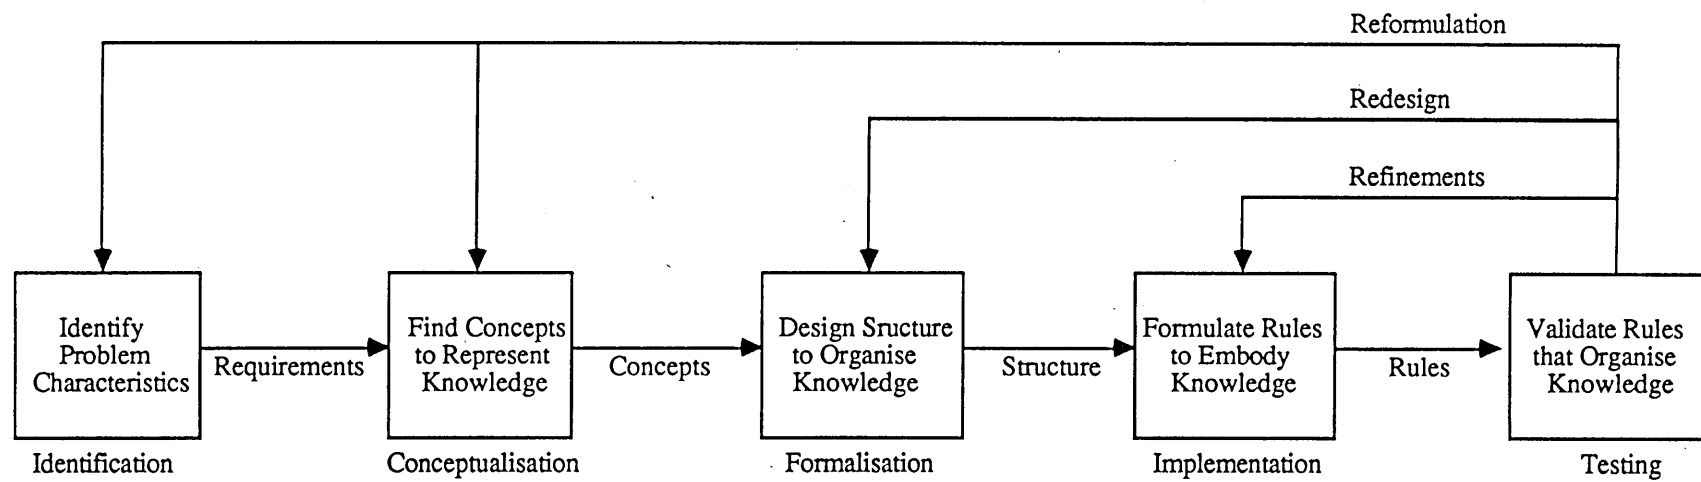 Reformulation
Redesign
Refinements
Identify
Problem
Characteristics
Requirements
Find Concepts
to Represent
Knowledge
Concepts
Design Sructure
to Organise
Knowledge
Structure
Formulate Rules
to Embody
Knowledge
Rules
Validate Rules
that Organise
Knowledge
Identification
Conceptualisation
Formalisation
Implementation
Testing